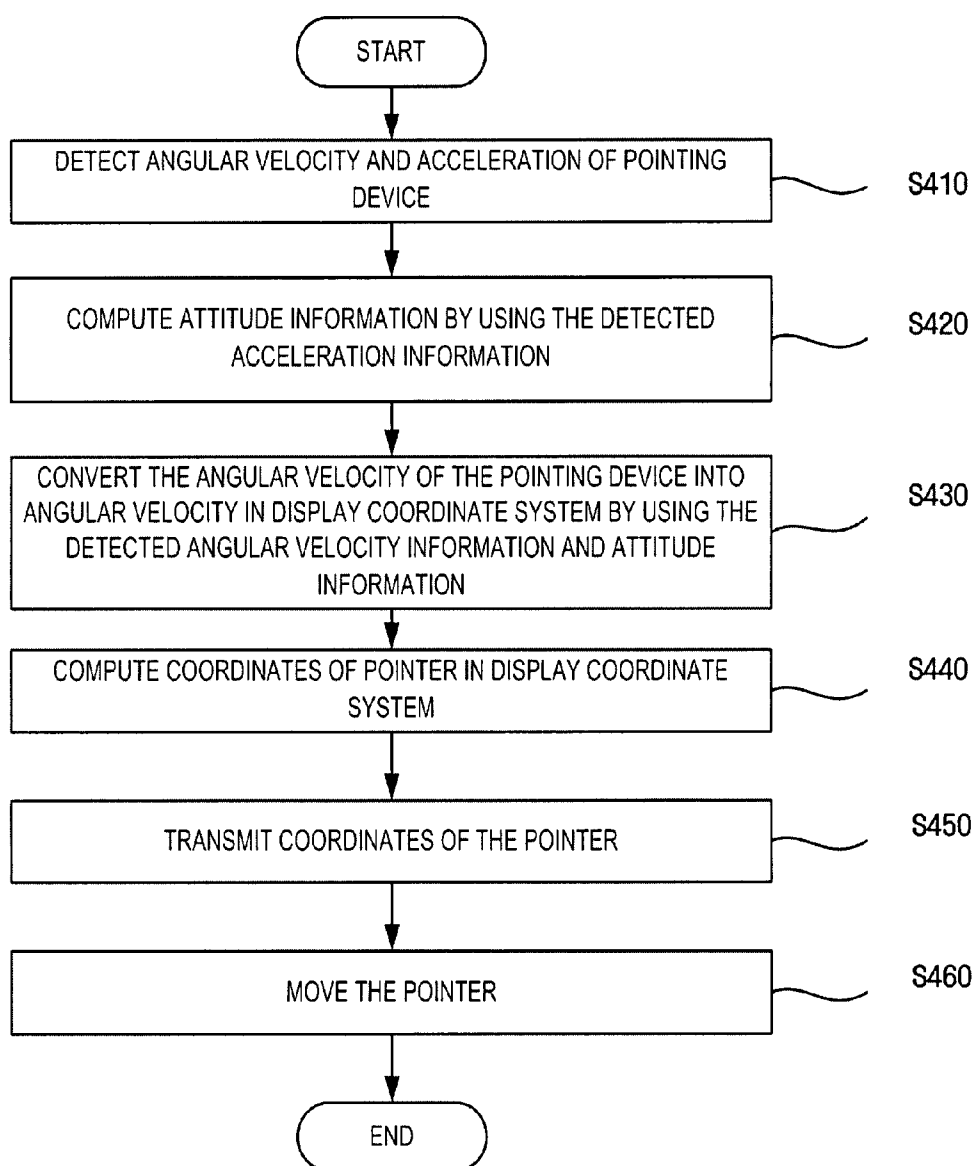 START
DETECT ANGULAR VELOCITY AND ACCELERATION OF POINTING
DEVICE
S410
COMPUTE ATTITUDE INFORMATION BY USING THE DETECTED
ACCELERATION INFORMATION
S420
CONVERT THE ANGULAR VELOCITY OF THE POINTING DEVICE INTO
ANGULAR VELOCITY IN DISPLAY COORDINATE SYSTEM BY USING THE
DETECTED ANGULAR VELOCITY INFORMATION AND ATTITUDE
INFORMATION
S430
COMPUTE COORDINATES OF POINTER IN DISPLAY COORDINATE
SYSTEM
S440
TRANSMIT COORDINATES OF THE POINTER
S450
MOVE THE POINTER
S460
END